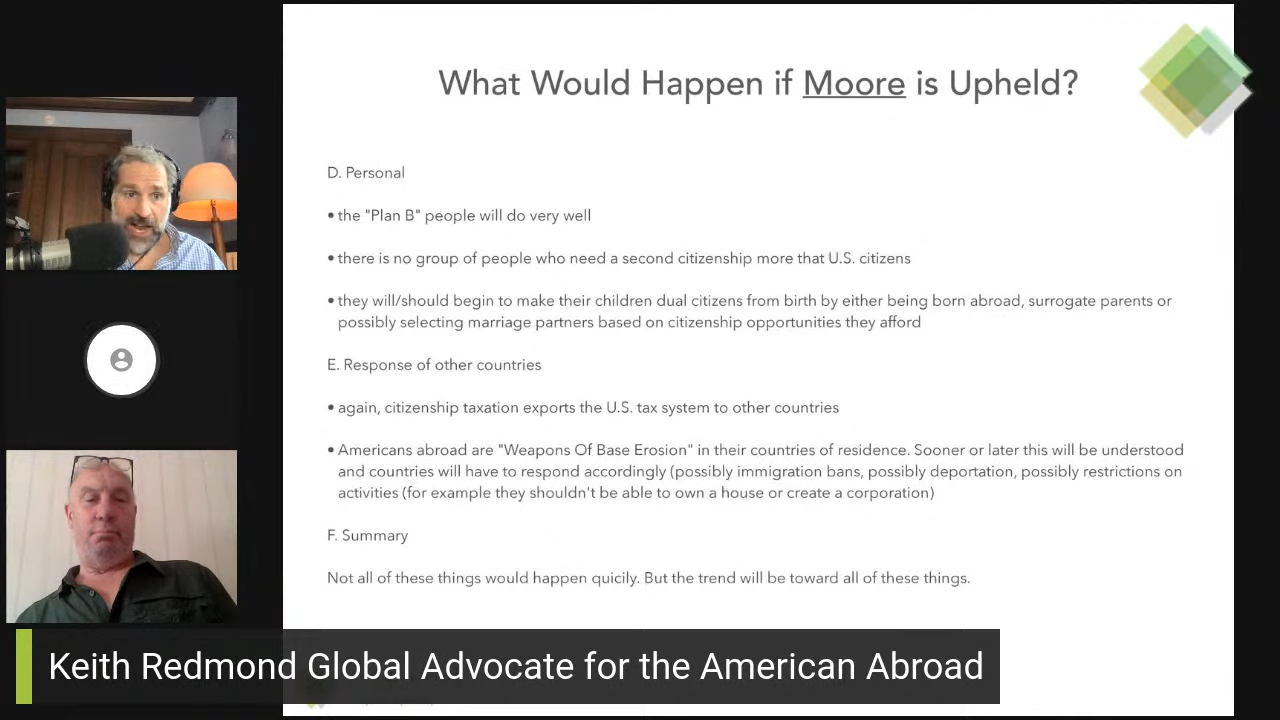 What Would Happen if Moore is Upheld?
D. Personal
• the "Plan B" people will do very well
• there is no group of people who need a second citizenship more that U.S. citizens
• they will/should begin to make their children dual citizens from birth by either being born abroad, surrogate parents or
possibly selecting marriage partners based on citizenship opportunities they afford
E. Response of other countries
• again, citizenship taxation exports the U.S. tax system to other countries
• Americans abroad are "Weapons Of Base Erosion" in their countries of residence. Sooner or later this will be understood
and countries will have to respond accordingly (possibly immigration bans, possibly deportation, possibly restrictions on
activities (for example they shouldn't be able to own a house or create a corporation)
F. Summary
Not all of these things would happen quicily. But the trend will be toward all of these things.
Keith Redmond Global Advocate for the American Abroad